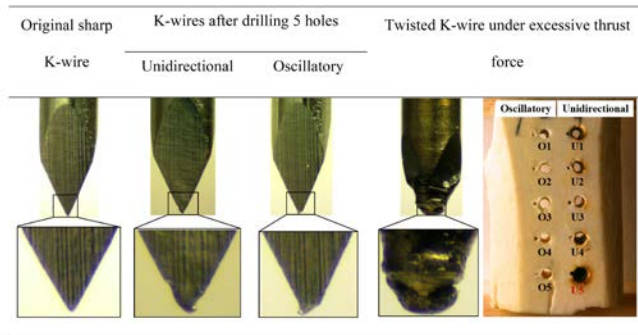 Original sharp
K-wire
K-wires after drilling 5 holes
Unidirectional
Oscillatory
Twisted K-wire under excessive thrust
force
Oscillatory
Unidirectional
O1
U1
O2
U2
O3
U3
O4
U4
O5
U5